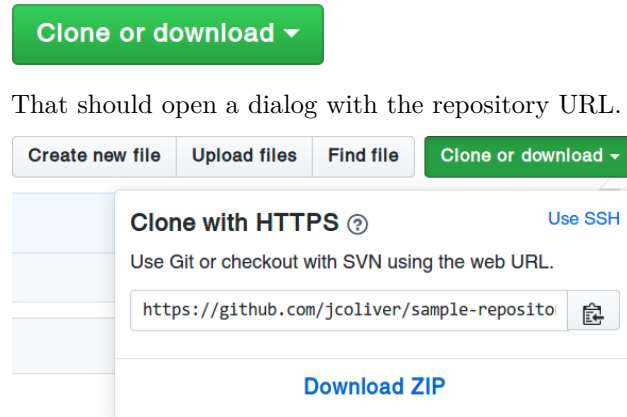 Clone or download
That should open a dialog with the repository URL.
Create new file Upload files Find file Clone or download
Clone with HTTPS ? Use SSH
Use Git or checkout with SVN using the web URL.
https://github.com/jcoliver/sample-reposito
Download ZIP